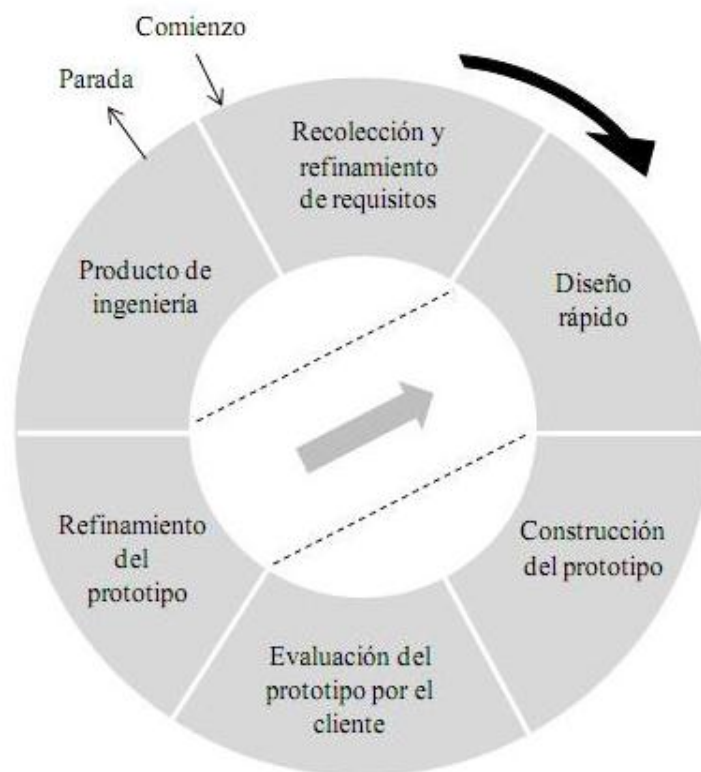 Comienzo
Parada
Recolección y
refinamiento
de requisitos
Diseño
rápido
Construcción
del prototipo
Evaluación del
prototipo por el
cliente
Refinamiento
del
prototipo
Producto de
ingeniería